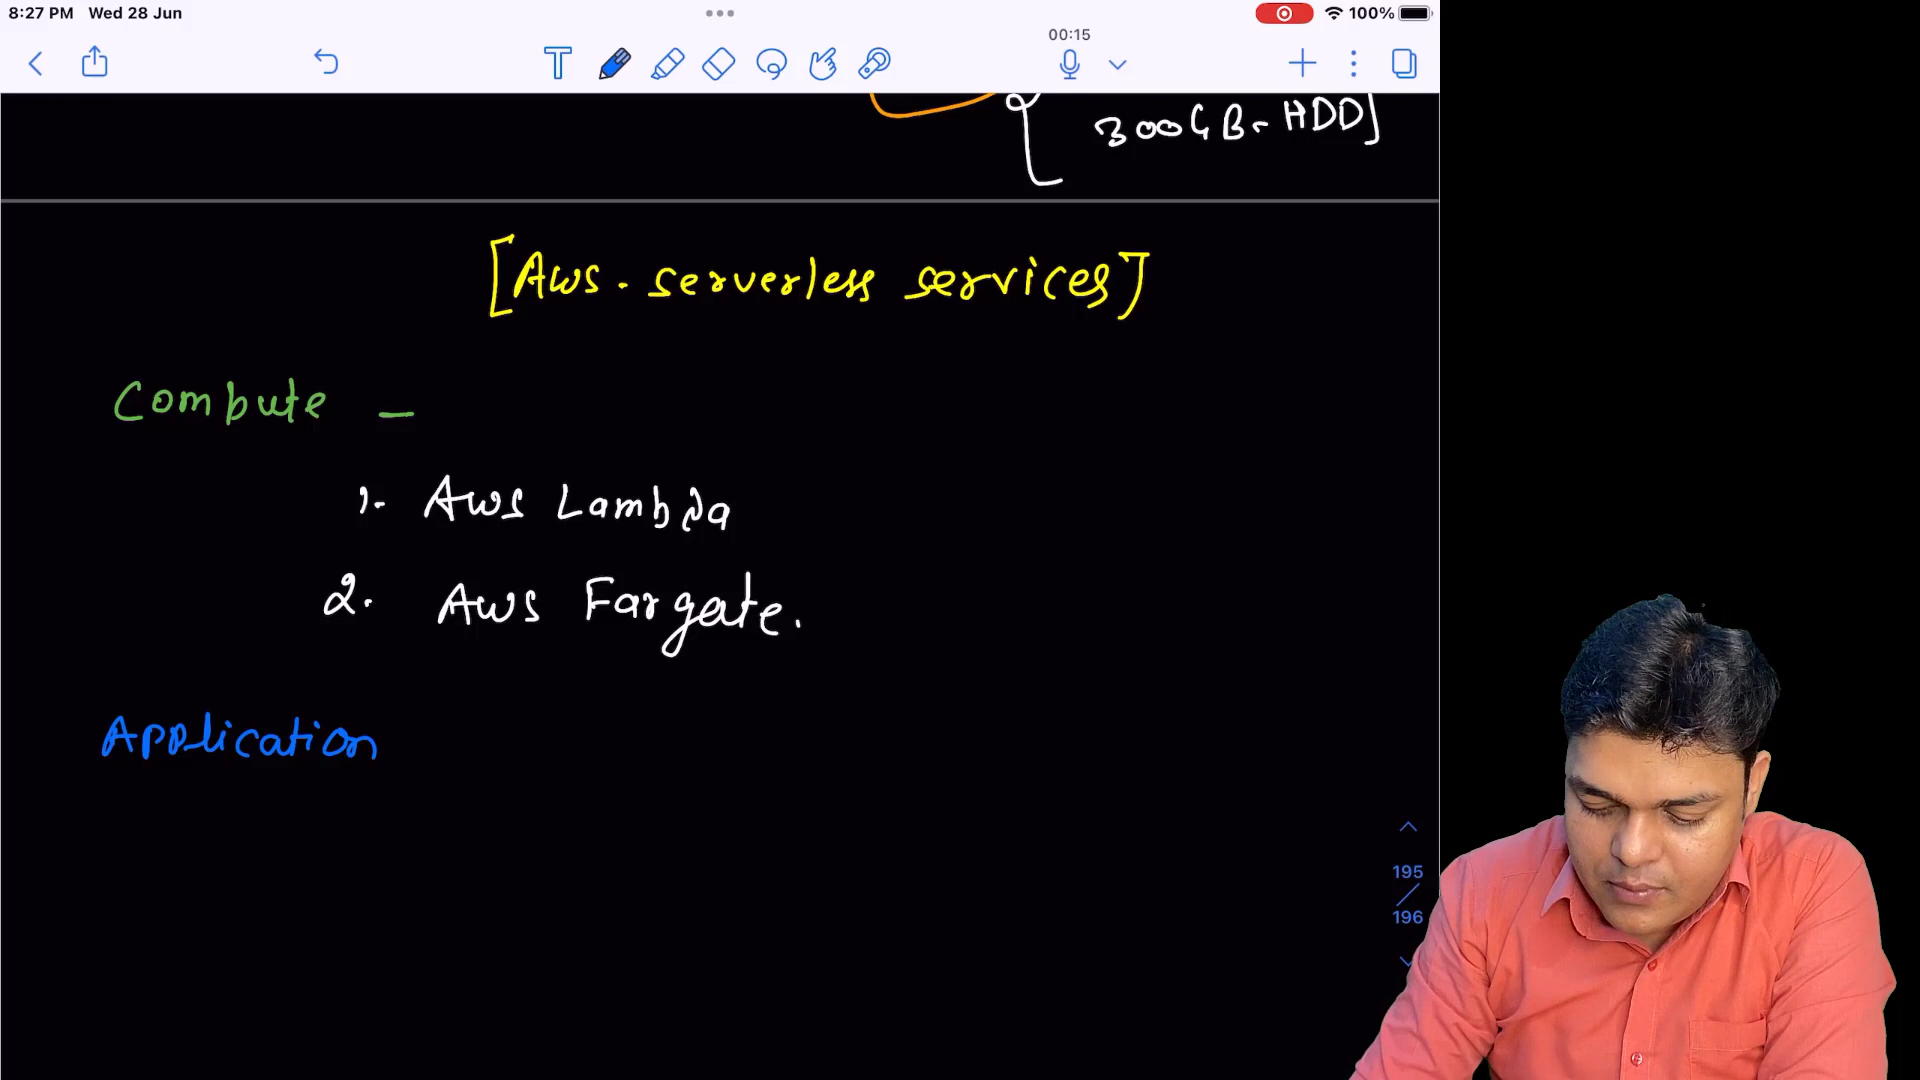 8:27 PM Wed 28 Jun
100%
00:15
300GB - HDD]
[Aws. serverless services]
Compute -
1. Aws Lambda
2. Aws Fargate.
Application
195
196